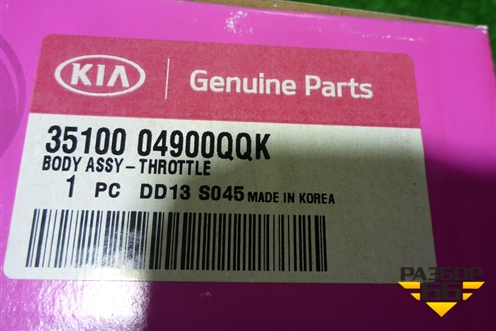 KIA Genuine Parts
35100 04900QQK
BODY ASSY-THROTTLE
1 PC DD13 S045 MADE IN KOREA
РАЗБОР
66